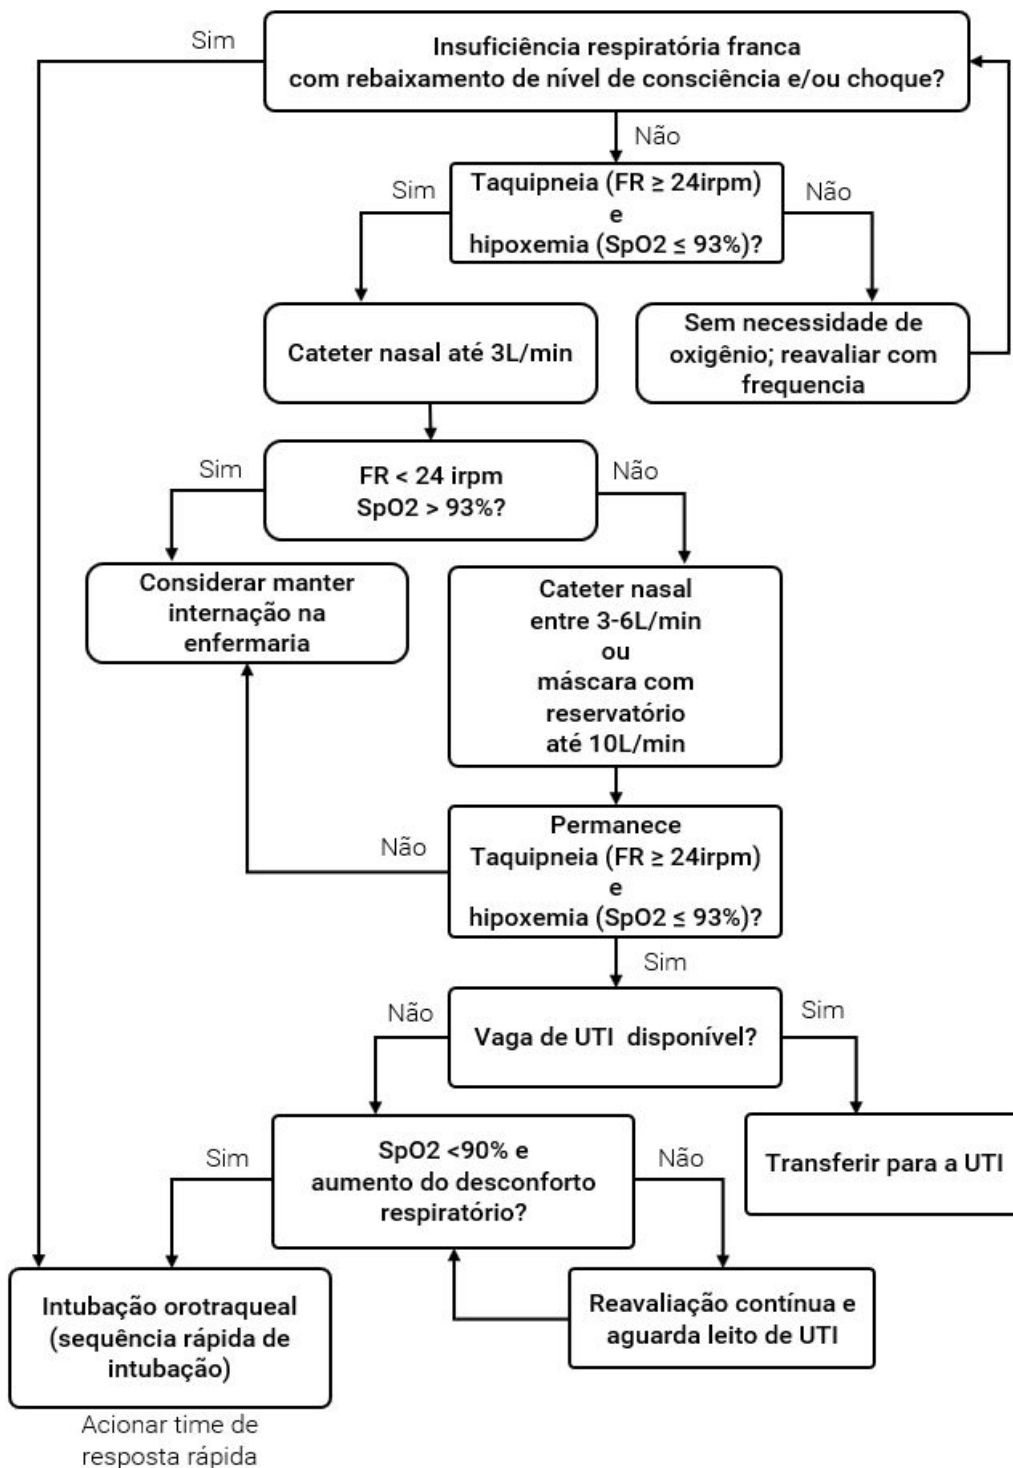 Sim
Insuficiência respiratória franca
com rebaixamento de nível de consciência e/ou choque?
Não
Sim
Taquipneia (FR ≥ 24irpm)
e
hipoxemia (SpO2 ≤ 93%)?
Não
Cateter nasal até 3L/min
Sem necessidade de
oxigênio; reavaliar com
frequencia
Sim
FR < 24 irpm
SpO2 > 93%?
Não
Considerar manter
internação na
enfermaria
Cateter nasal
entre 3-6L/min
ou
máscara com
reservatório
até 10L/min
Não
Permanece
Taquipneia (FR ≥ 24irpm)
e
hipoxemia (SpO2 ≤ 93%)?
Sim
Não
Vaga de UTI disponível?
Sim
Sim
SpO2 <90% e
aumento do desconforto
respiratório?
Não
Transferir para a UTI
Intubação orotraqueal
(sequência rápida de
intubação)
Reavaliação contínua e
aguarda leito de UTI
Acionar time de
resposta rápida